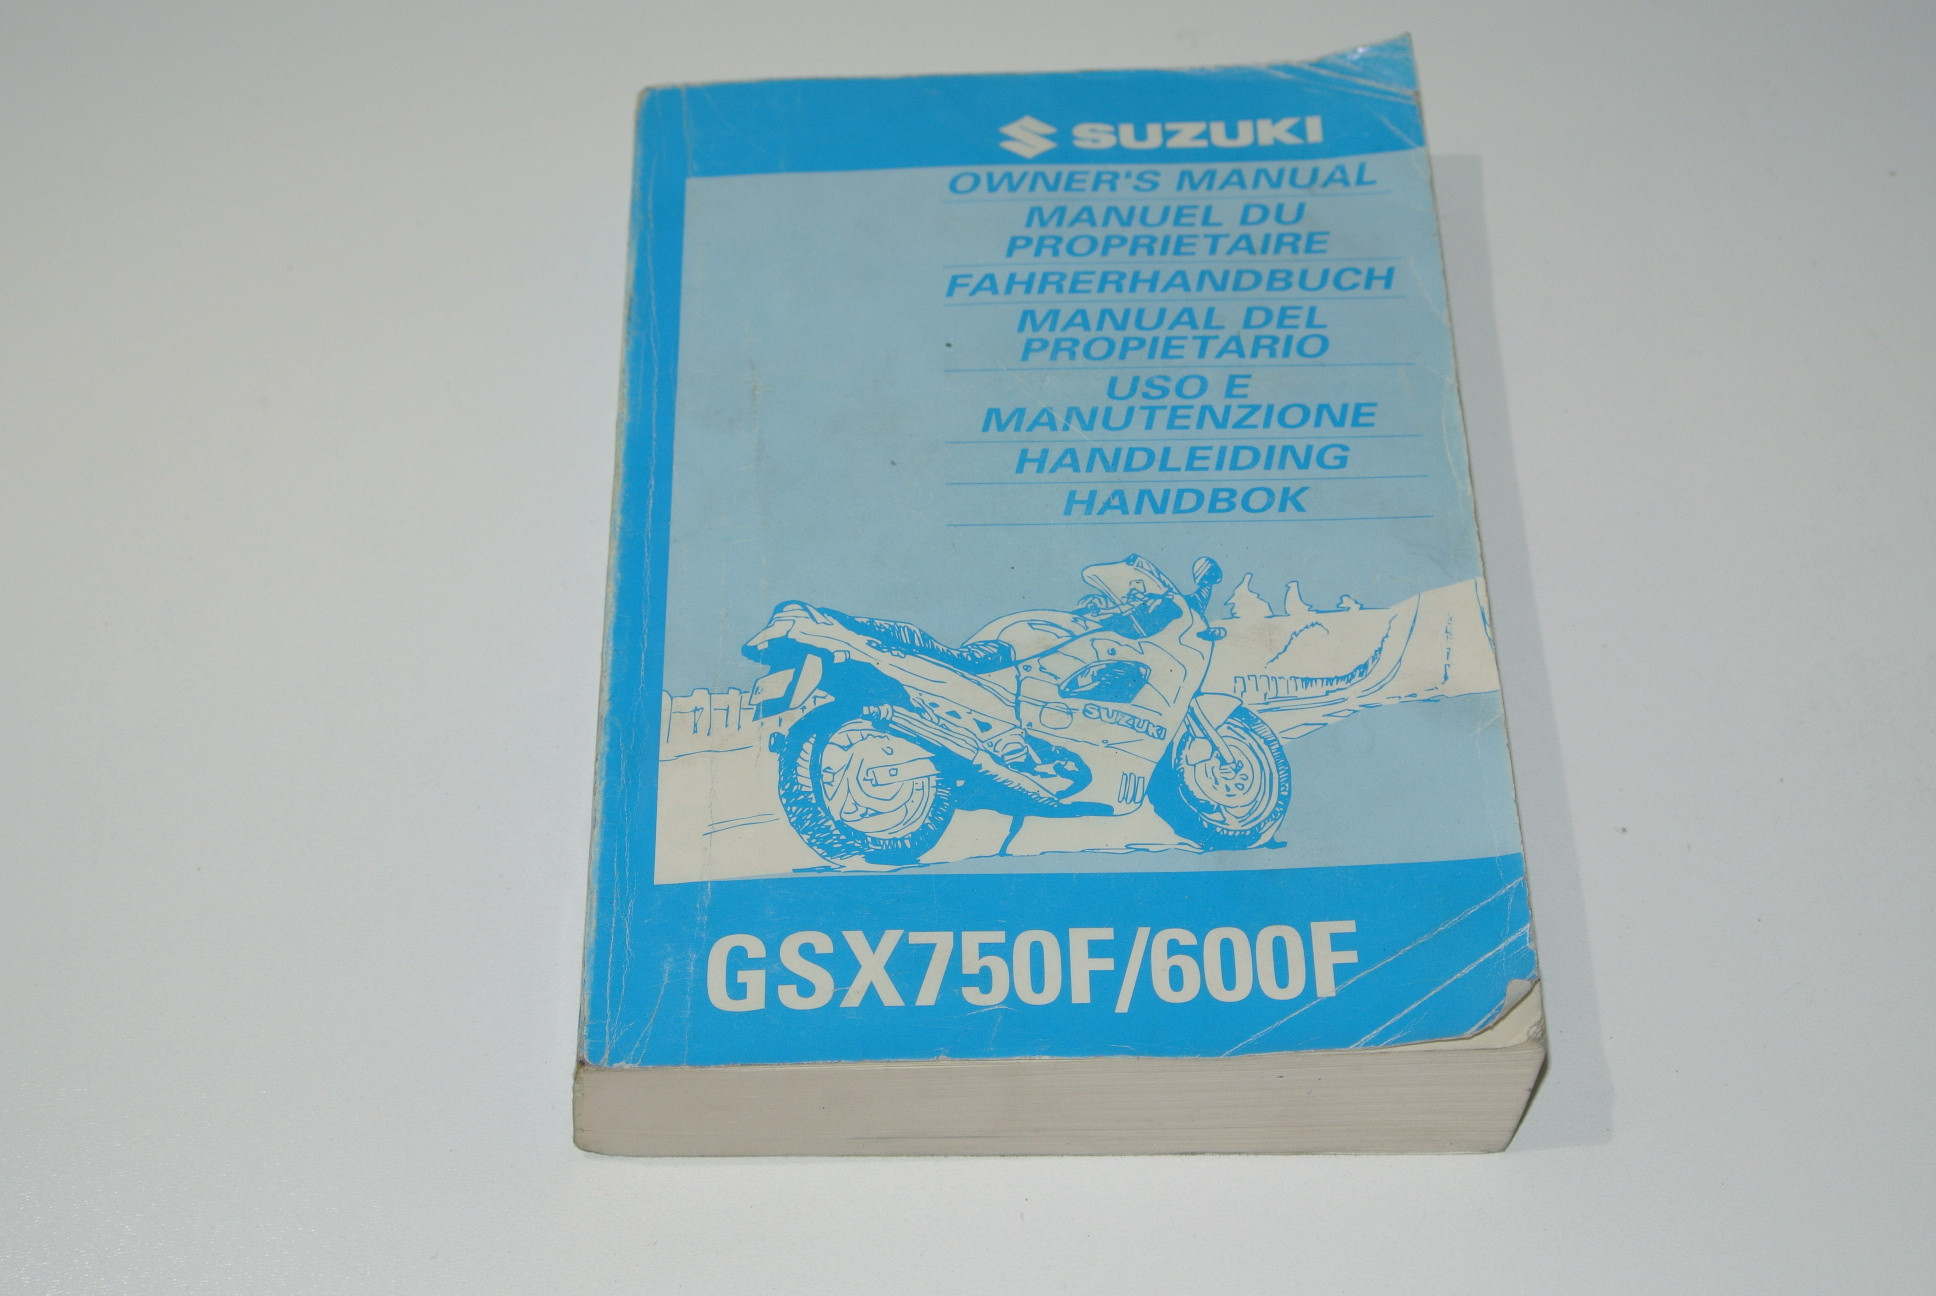 SUZUKI
OWNER'S MANUAL
MANUEL DU
PROPRIETAIRE
FAHRERHANDBUCH
MANUAL DEL
PROPIETARIO
USO E
MANUTENZIONE
HANDLEIDING
HANDBOK
SUZUKI
GSX750F/600F